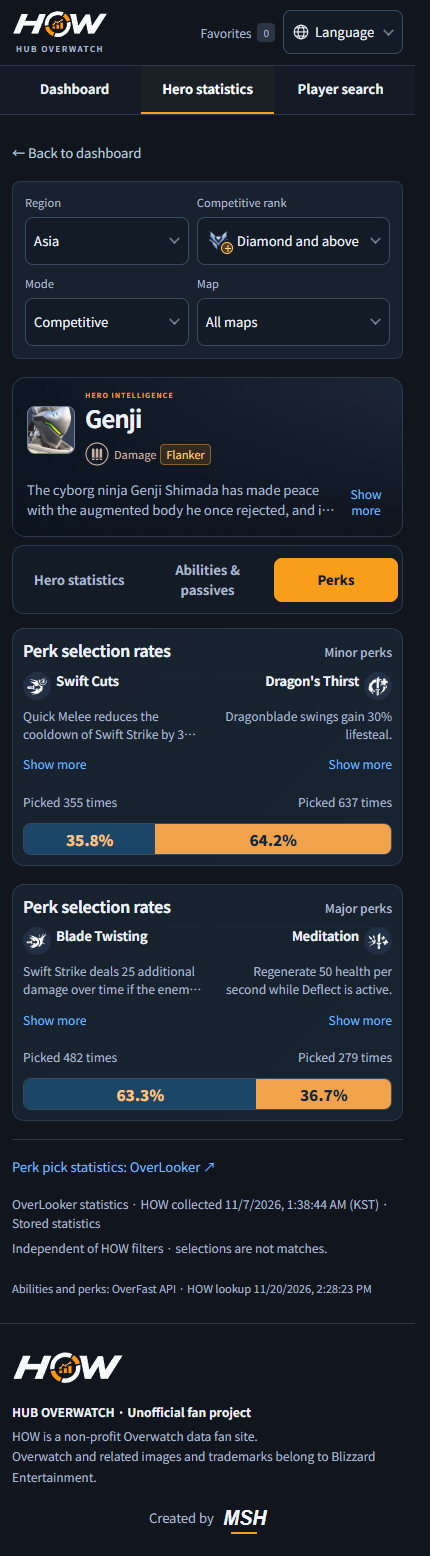 HOW
HUB OVERWATCH
Favorites 0
Language
Dashboard
Hero statistics
Player search
← Back to dashboard
Region
Competitive rank
Asia
Diamond and above
Mode
Map
Competitive
All maps
HERO INTELLIGENCE
Genji
Damage Flanker
The cyborg ninja Genji Shimada has made peace
with the augmented body he once rejected, and i…
Show
more
Hero statistics
Abilities &
passives
Perks
Perk selection rates
Minor perks
Swift Cuts
Dragon's Thirst
Quick Melee reduces the
cooldown of Swift Strike by 3…
Dragonblade swings gain 30%
lifesteal.
Show more
Show more
Picked 355 times
Picked 637 times
35.8%
64.2%
Perk selection rates
Major perks
Blade Twisting
Meditation
Swift Strike deals 25 additional
damage over time if the enem…
Regenerate 50 health per
second while Deflect is active.
Show more
Show more
Picked 482 times
Picked 279 times
63.3%
36.7%
Perk pick statistics: OverLooker ↗
OverLooker statistics · HOW collected 11/7/2026, 1:38:44 AM (KST) ·
Stored statistics
Independent of HOW filters · selections are not matches.
Abilities and perks: OverFast API · HOW lookup 11/20/2026, 2:28:23 PM
HOW
HUB OVERWATCH · Unofficial fan project
HOW is a non-profit Overwatch data fan site.
Overwatch and related images and trademarks belong to Blizzard
Entertainment.
Created by MSH